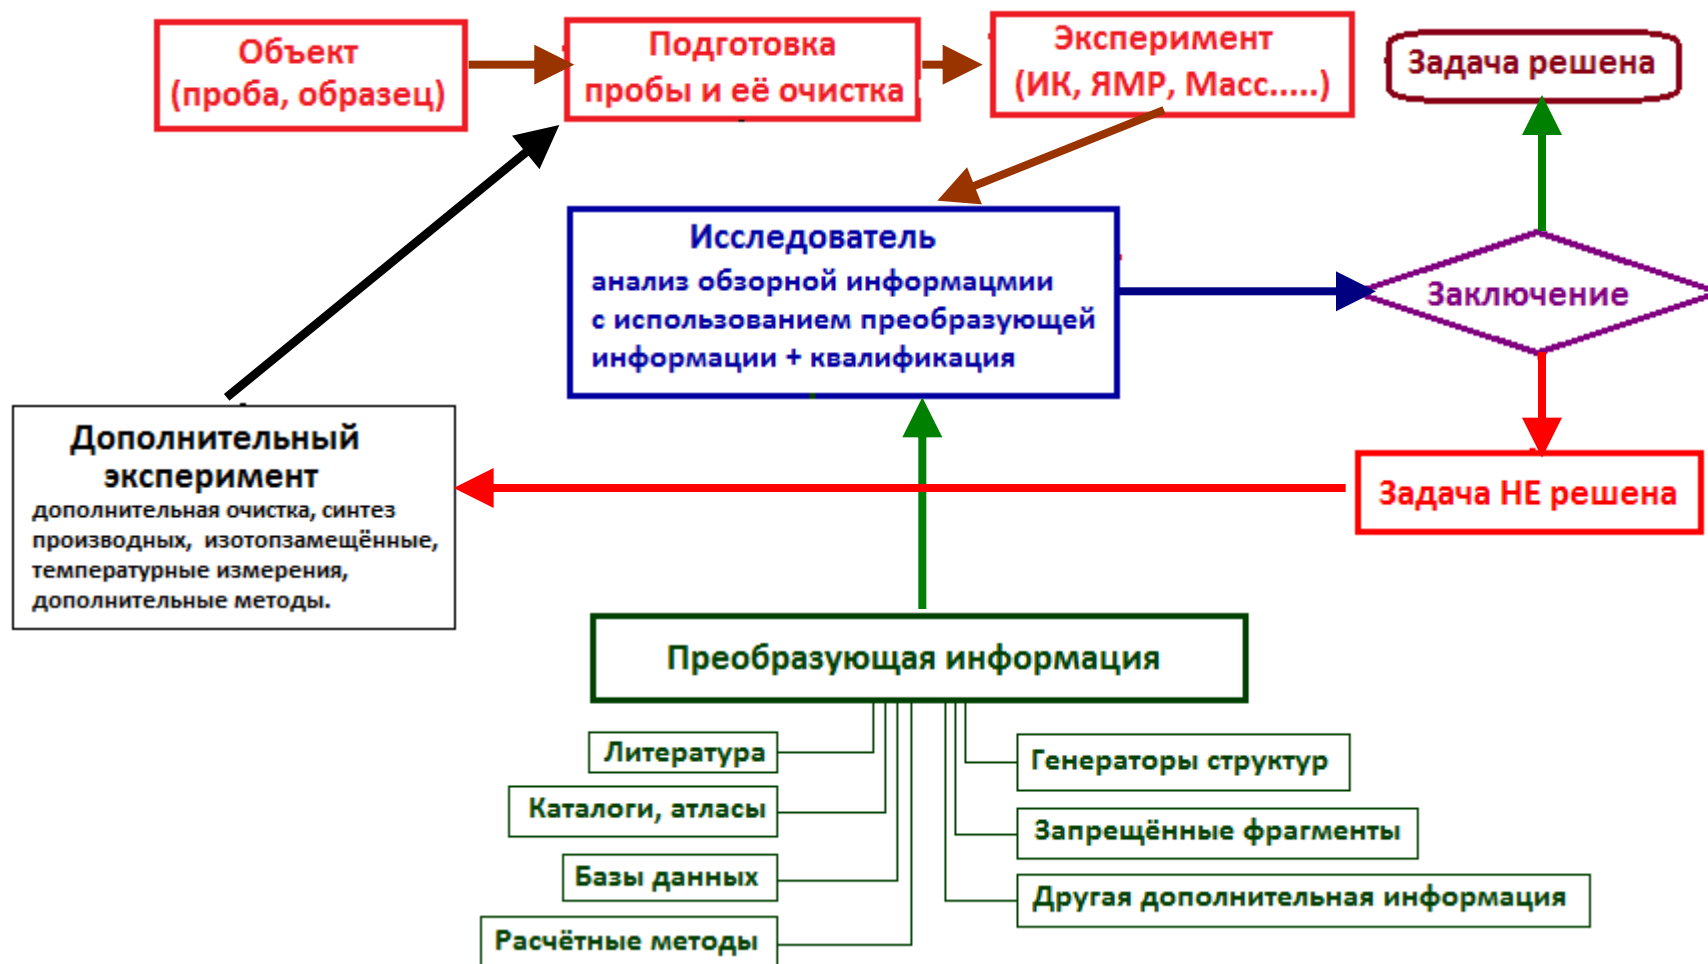 Объект
(проба, образец)
Подготовка
пробы и её очистка
Эксперимент
(ИК, ЯМР, Масс.....)
Задача решена
Исследователь
анализ обзорной информацмии
с использованием преобразующей
информации + квалификация
Заключение
Дополнительный
эксперимент
дополнительная очистка, синтез
производных, изотопзамещённые,
температурные измерения,
дополнительные методы.
Задача НЕ решена
Преобразующая информация
Литература
Каталоги, атласы
Базы данных
Расчётные методы
Генераторы структур
Запрещённые фрагменты
Другая дополнительная информация